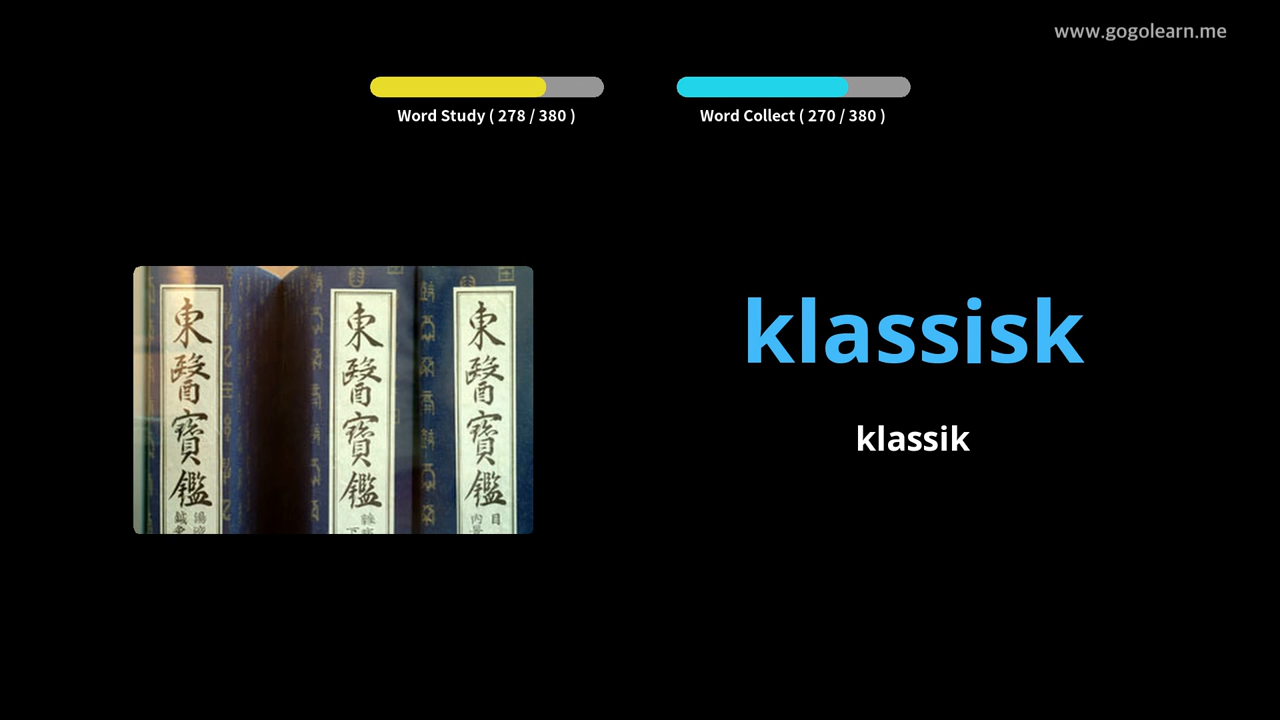 www.gogolearn.me
Word Study ( 278 / 380 )
Word Collect ( 270 / 380 )
東醫寶鑑
東醫寶鑑
東醫寶鑑
klassisk
klassik